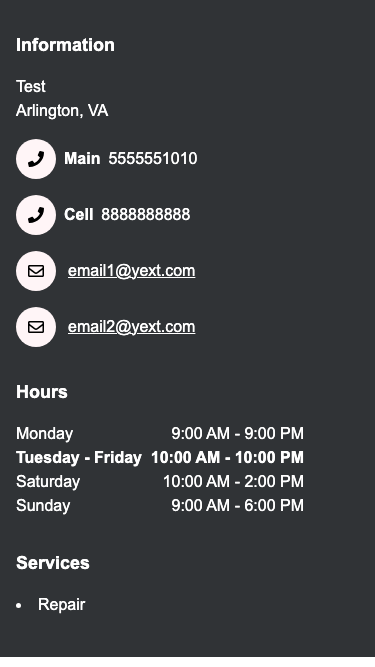 Information
Test
Arlington, VA
Main 5555551010
Cell 8888888888
email1@yext.com
email2@yext.com
Hours
Monday 9:00 AM - 9:00 PM
Tuesday - Friday 10:00 AM - 10:00 PM
Saturday 10:00 AM - 2:00 PM
Sunday 9:00 AM - 6:00 PM
Services
• Repair